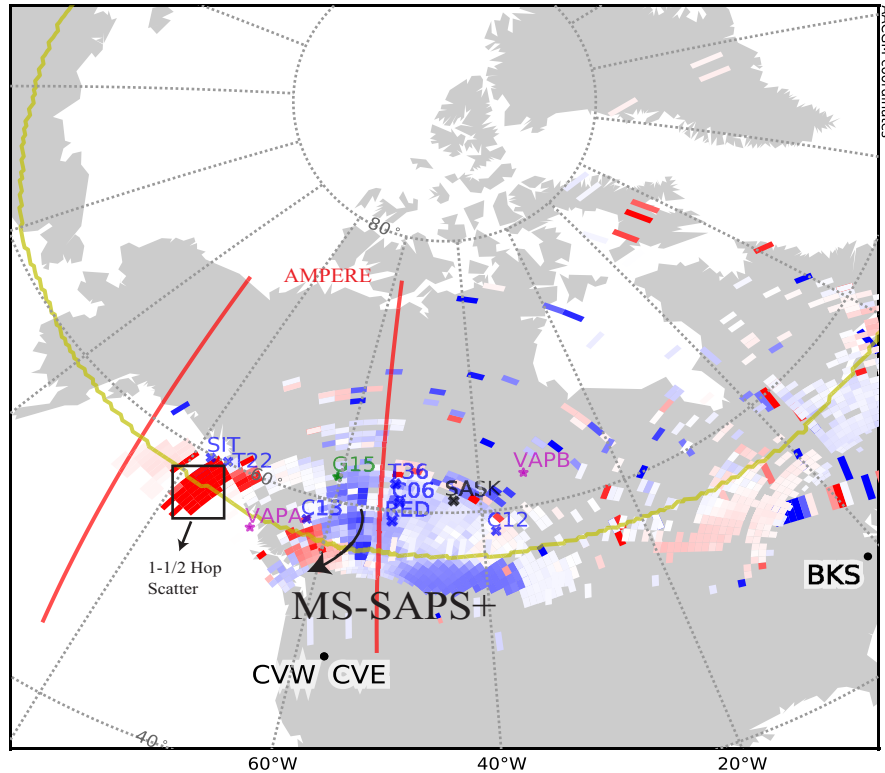 80°
AMPERE
SIT
T22
60°
G15
T36
VAPB
C06
SASK
VAPA
C13
RED
C12
1-1/2 Hop
Scatter
MS-SAPS+
BKS
CVW
CVE
40°
60°W
40°W
20°W